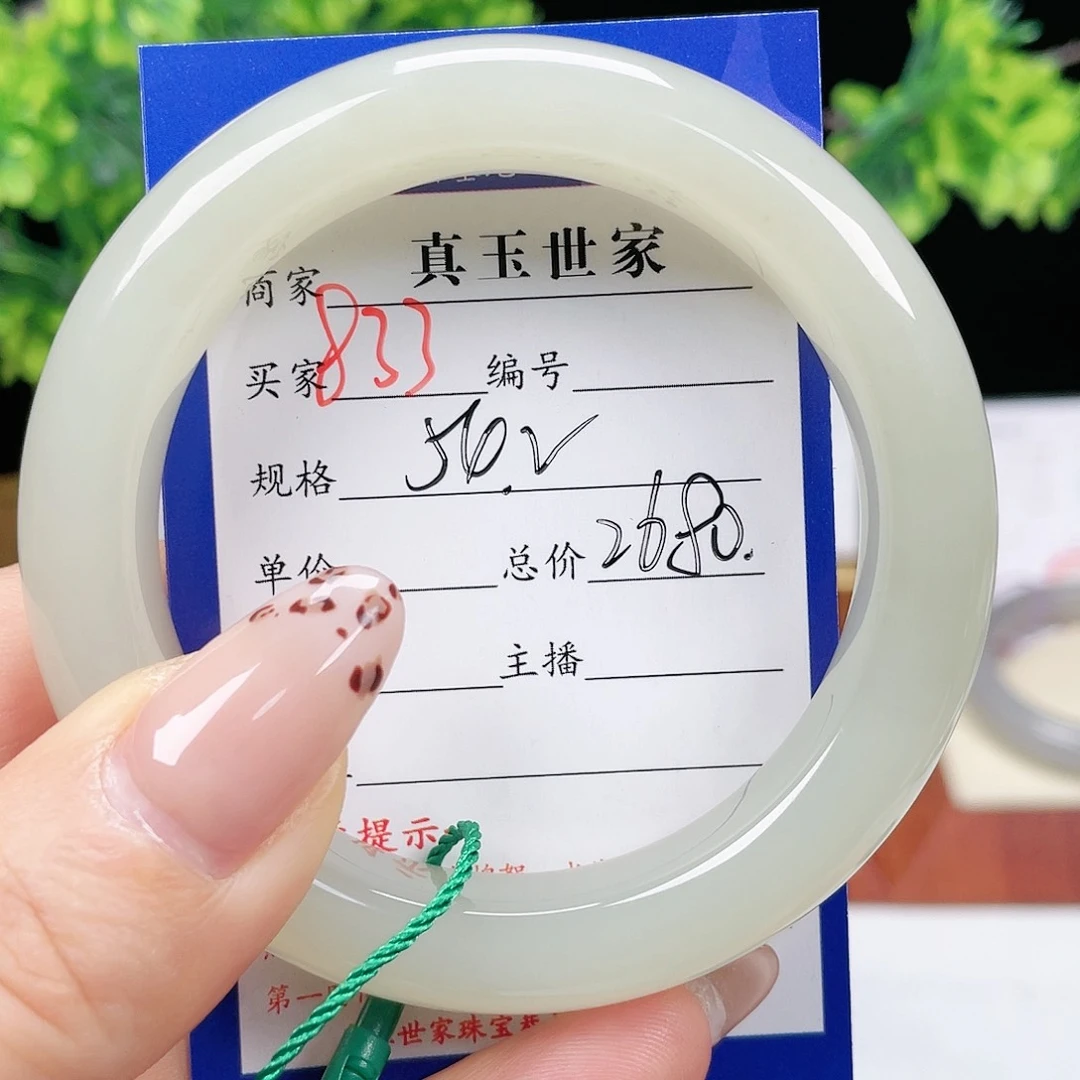 商家 真玉世家
买家 833 编号
规格 56.2
单价 总价 2680.
主播
提示
第一
世家珠宝